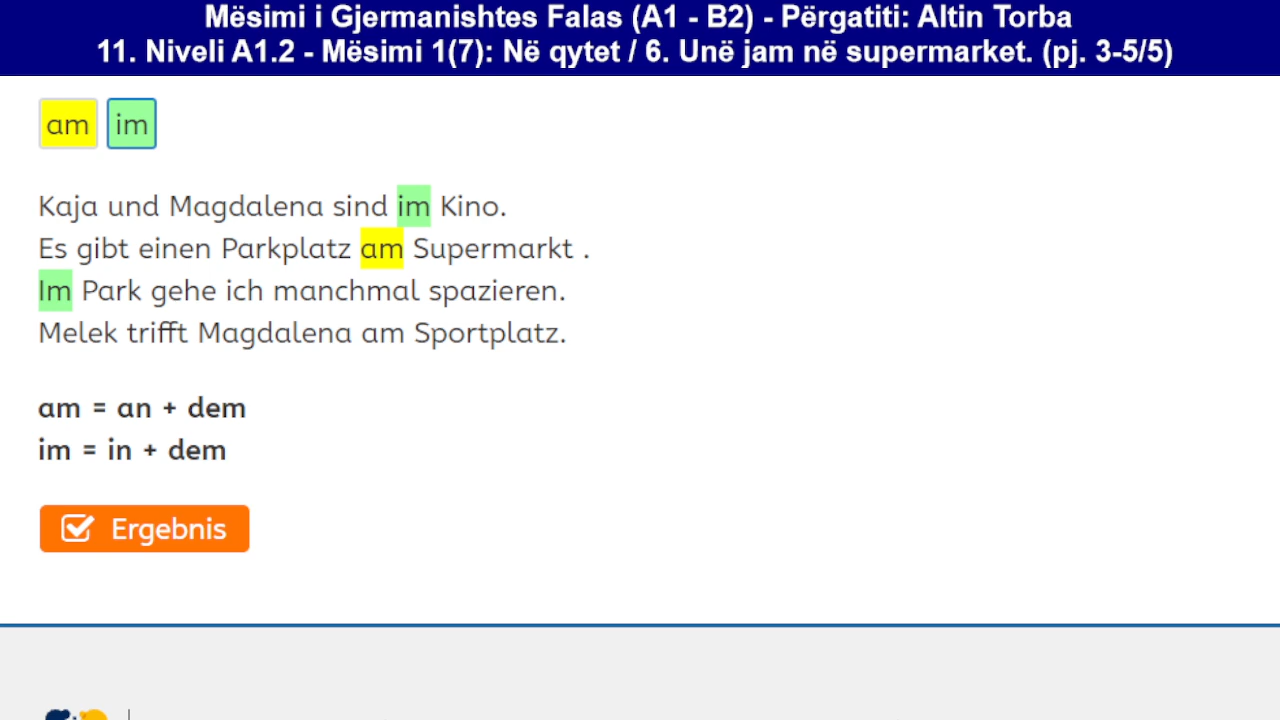 Mësimi i Gjermanishtes Falas (A1 - B2) - Përgatiti: Altin Torba
11. Niveli A1.2 - Mësimi 1(7): Në qytet / 6. Unë jam në supermarket. (pj. 3-5/5)
am im
Kaja und Magdalena sind im Kino.
Es gibt einen Parkplatz am Supermarkt .
Im Park gehe ich manchmal spazieren.
Melek trifft Magdalena am Sportplatz.
am = an + dem
im = in + dem
Ergebnis